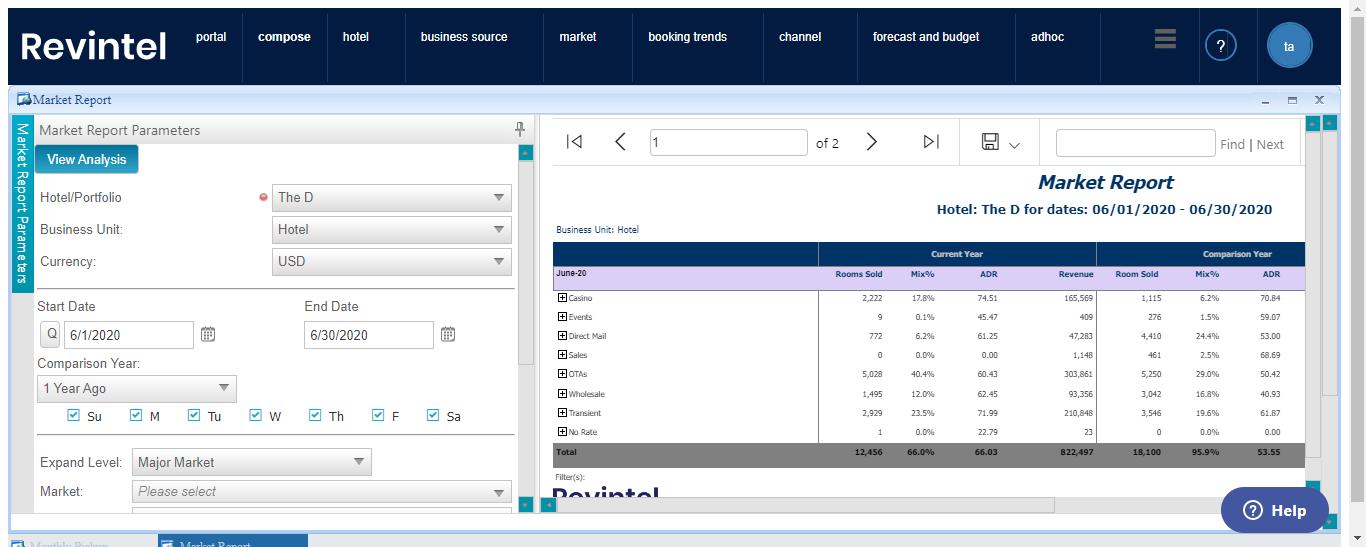 Revintel portal compose hotel business source market booking trends channel forecast and budget adhoc ? ta
Market Report
Market Report Parameters
Market Report Parameters
View Analysis
Hotel/Portfolio The D
Business Unit: Hotel
Currency: USD
Start Date End Date
Q 6/1/2020 6/30/2020
Comparison Year:
1 Year Ago
Su M Tu W Th F Sa
Expand Level: Major Market
Market: Please select
1 of 2 Find | Next
Market Report
Hotel: The D for dates: 06/01/2020 - 06/30/2020
Business Unit: Hotel
Current Year Comparison Year
June-20 Rooms Sold Mix% ADR Revenue Room Sold Mix% ADR
Casino 2,222 17.8% 74.51 165,569 1,115 6.2% 70.84
Events 9 0.1% 45.47 409 276 1.5% 59.07
Direct Mail 772 6.2% 61.25 47,283 4,410 24.4% 53.00
Sales 0 0.0% 0.00 1,148 461 2.5% 68.69
OTAs 5,028 40.4% 60.43 303,861 5,250 29.0% 50.42
Wholesale 1,495 12.0% 62.45 93,356 3,042 16.8% 40.93
Transient 2,929 23.5% 71.99 210,848 3,546 19.6% 61.87
No Rate 1 0.0% 22.79 23 0 0.0% 0.00
Total 12,456 66.0% 66.03 822,497 18,100 95.9% 53.55
Filter(s):
Revintel
? Help
Monthly Pickup Market Report